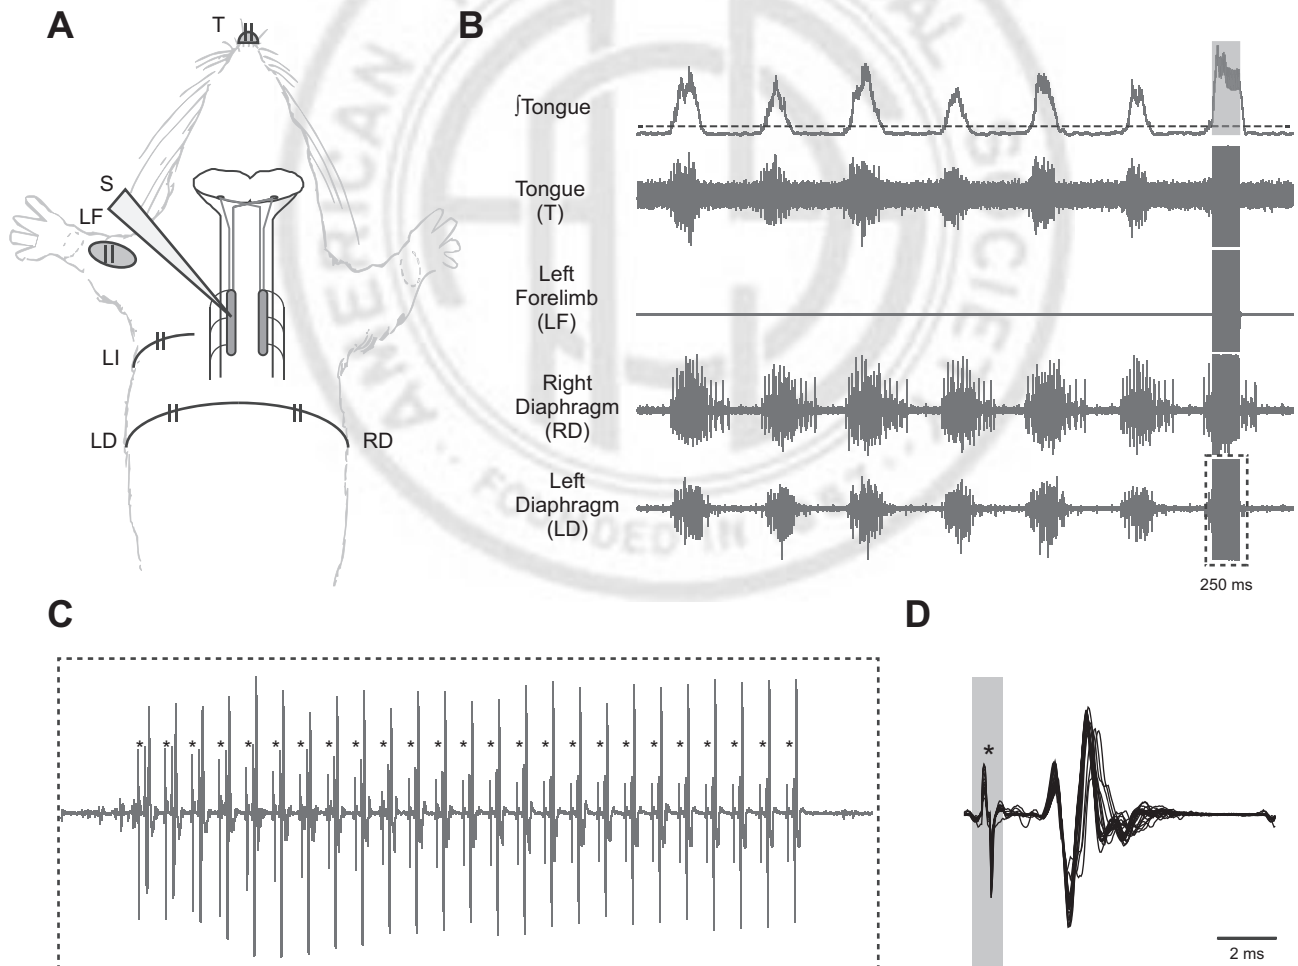 A
B
T
S
LF
LI
LD
RD
∫Tongue
Tongue
(T)
Left
Forelimb
(LF)
Right
Diaphragm
(RD)
Left
Diaphragm
(LD)
250 ms
AMERICAN
SOCIETY
FOUNDED IN
C
* * * * * * * * * * * * * * * * * * * * * * * * *
D
*
2 ms